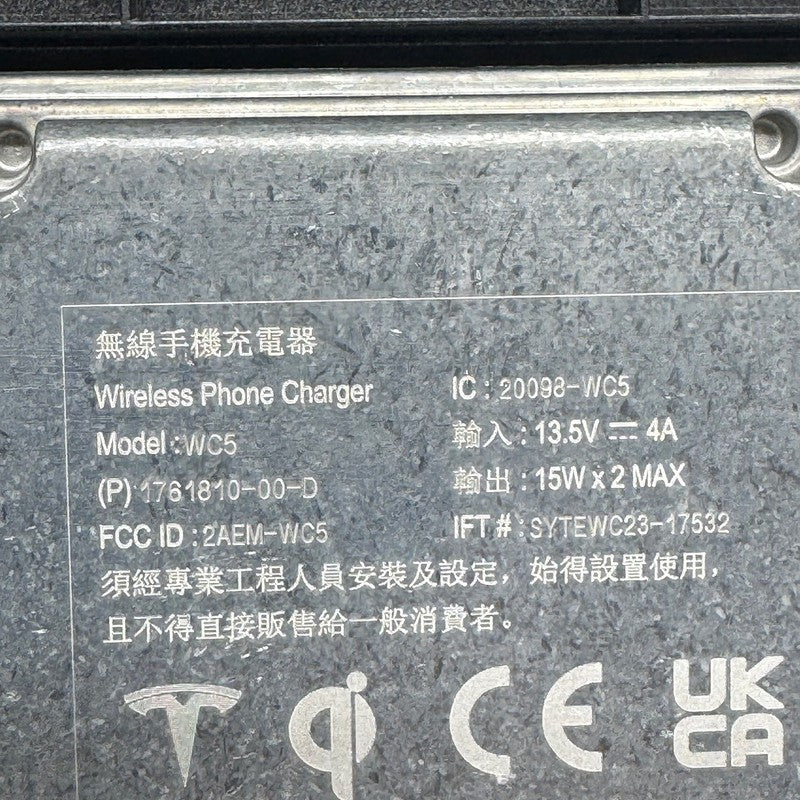 無線手機充電器
Wireless Phone Charger
Model : WC5
(P) 1761810-00-D
FCC ID : 2AEM-WC5
IC : 20098-WC5
輸入 : 13.5V ⎓ 4A
輸出 : 15W x 2 MAX
IFT # : SYTEWC23-17532
須經專業工程人員安裝及設定，始得設置使用，
且不得直接販售給一般消費者。
qi CE UK
CA